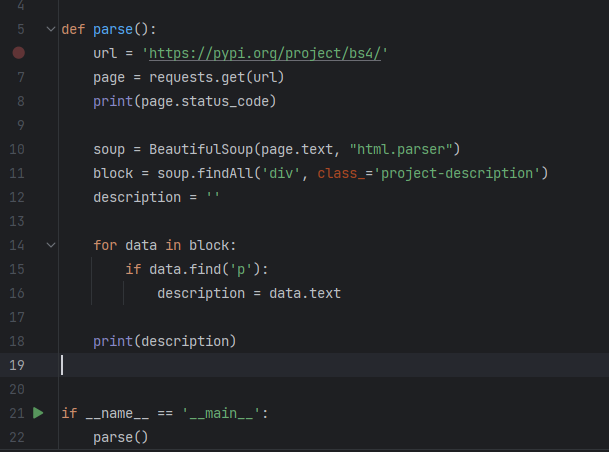 4
5 def parse():
url = 'https://pypi.org/project/bs4/'
7 page = requests.get(url)
8 print(page.status_code)
9
10 soup = BeautifulSoup(page.text, "html.parser")
11 block = soup.findAll('div', class_='project-description')
12 description = ''
13
14 for data in block:
15 if data.find('p'):
16 description = data.text
17
18 print(description)
19
20
21 if __name__ == '__main__':
22 parse()